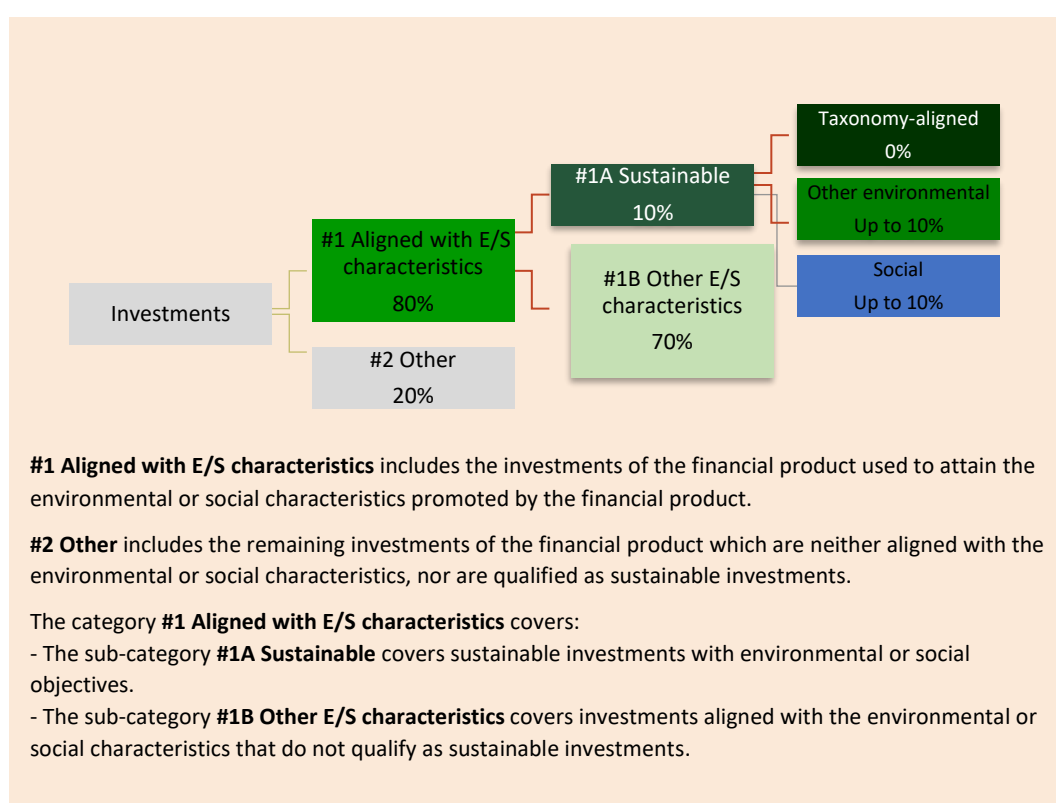 Taxonomy-aligned
0%
#1A Sustainable
10%
Other environmental
Up to 10%
#1 Aligned with E/S
characteristics
80%
#1B Other E/S
characteristics
70%
Social
Up to 10%
Investments
#2 Other
20%
#1 Aligned with E/S characteristics includes the investments of the financial product used to attain the
environmental or social characteristics promoted by the financial product.
#2 Other includes the remaining investments of the financial product which are neither aligned with the
environmental or social characteristics, nor are qualified as sustainable investments.
The category #1 Aligned with E/S characteristics covers:
- The sub-category #1A Sustainable covers sustainable investments with environmental or social
objectives.
- The sub-category #1B Other E/S characteristics covers investments aligned with the environmental or
social characteristics that do not qualify as sustainable investments.